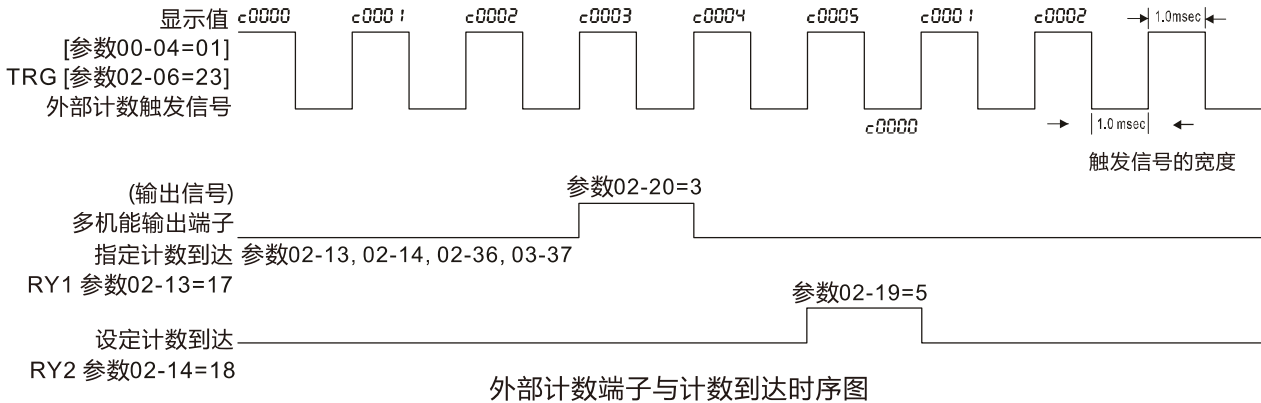 显示值 c0000 c0001 c0002 c0003 c0004 c0005 c0001 c0002 1.0msec
[参数00-04=01]
TRG [参数02-06=23]
外部计数触发信号
c0000 1.0 msec
触发信号的宽度
(输出信号) 参数02-20=3
多机能输出端子
指定计数到达 参数02-13, 02-14, 02-36, 03-37
RY1 参数02-13=17
参数02-19=5
设定计数到达
RY2 参数02-14=18
外部计数端子与计数到达时序图